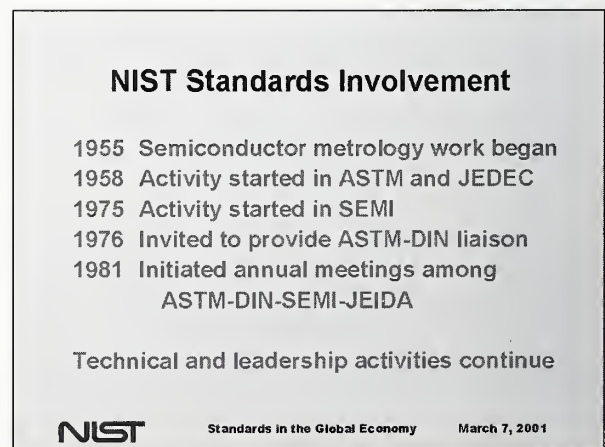 NIST Standards Involvement
1955 Semiconductor metrology work began
1958 Activity started in ASTM and JEDEC
1975 Activity started in SEMI
1976 Invited to provide ASTM-DIN liaison
1981 Initiated annual meetings among
ASTM-DIN-SEMI-JEIDA
Technical and leadership activities continue
NIST Standards in the Global Economy March 7, 2001